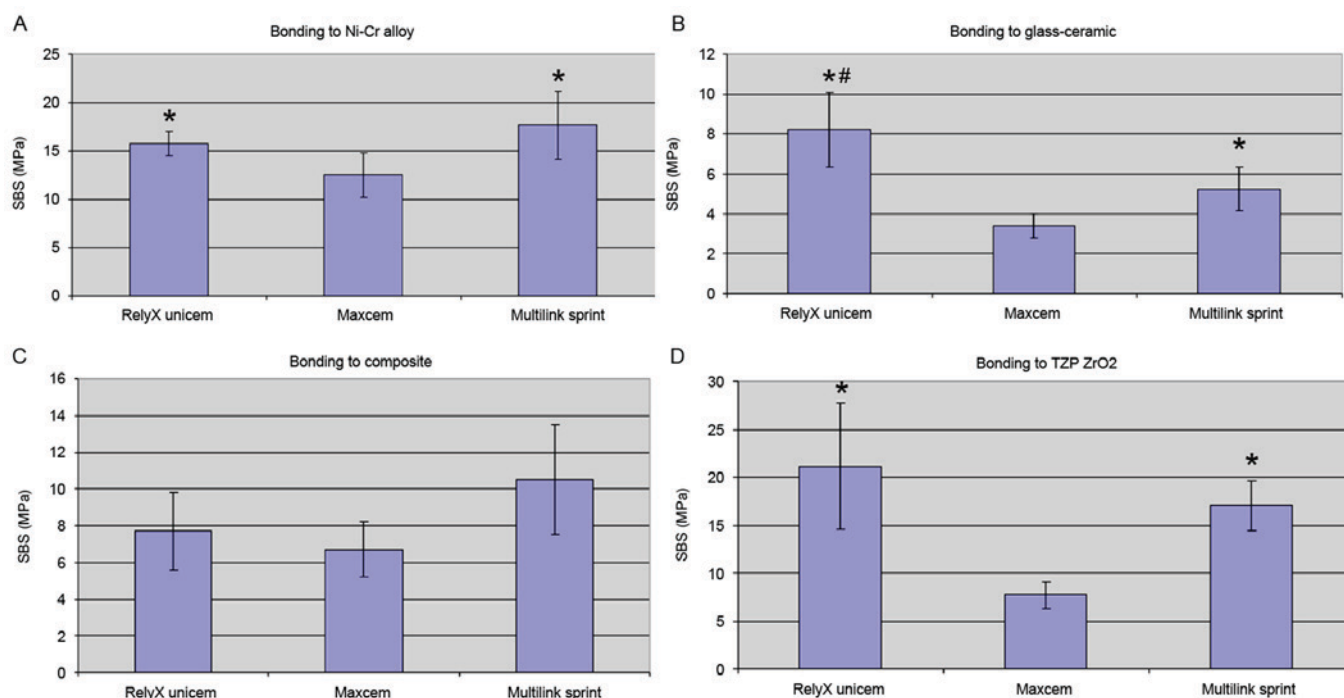 A
Bonding to Ni-Cr alloy
SBS (MPa)
25
20
15
10
5
0
*
*
RelyX unicem Maxcem Multilink sprint
B
Bonding to glass-ceramic
SBS (MPa)
12
10
8
6
4
2
0
*#
*
RelyX unicem Maxcem Multilink sprint
C
Bonding to composite
SBS (MPa)
16
14
12
10
8
6
4
2
0
RelyX unicem Maxcem Multilink sprint
D
Bonding to TZP ZrO2
SBS (MPa)
30
25
20
15
10
5
0
*
*
RelyX unicem Maxcem Multilink sprint